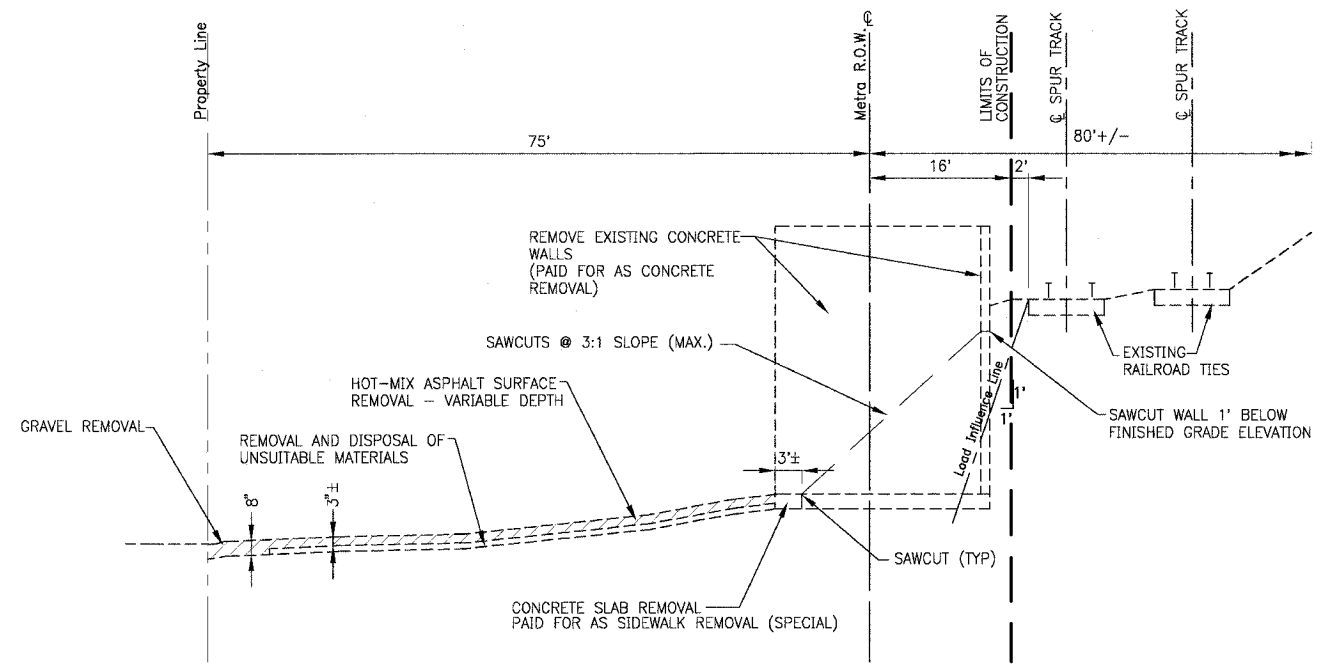 Property Line
Metra R.O.W. ℄
LIMITS OF
CONSTRUCTION
℄ SPUR TRACK
℄ SPUR TRACK
75'
80'+/-
16'
2'
REMOVE EXISTING CONCRETE
WALLS
(PAID FOR AS CONCRETE
REMOVAL)
SAWCUTS @ 3:1 SLOPE (MAX.)
EXISTING
RAILROAD TIES
HOT-MIX ASPHALT SURFACE
REMOVAL - VARIABLE DEPTH
Load Influence Line
1'
1'
SAWCUT WALL 1' BELOW
FINISHED GRADE ELEVATION
GRAVEL REMOVAL
REMOVAL AND DISPOSAL OF
UNSUITABLE MATERIALS
3'±
8"
3"±
SAWCUT (TYP)
CONCRETE SLAB REMOVAL
PAID FOR AS SIDEWALK REMOVAL (SPECIAL)